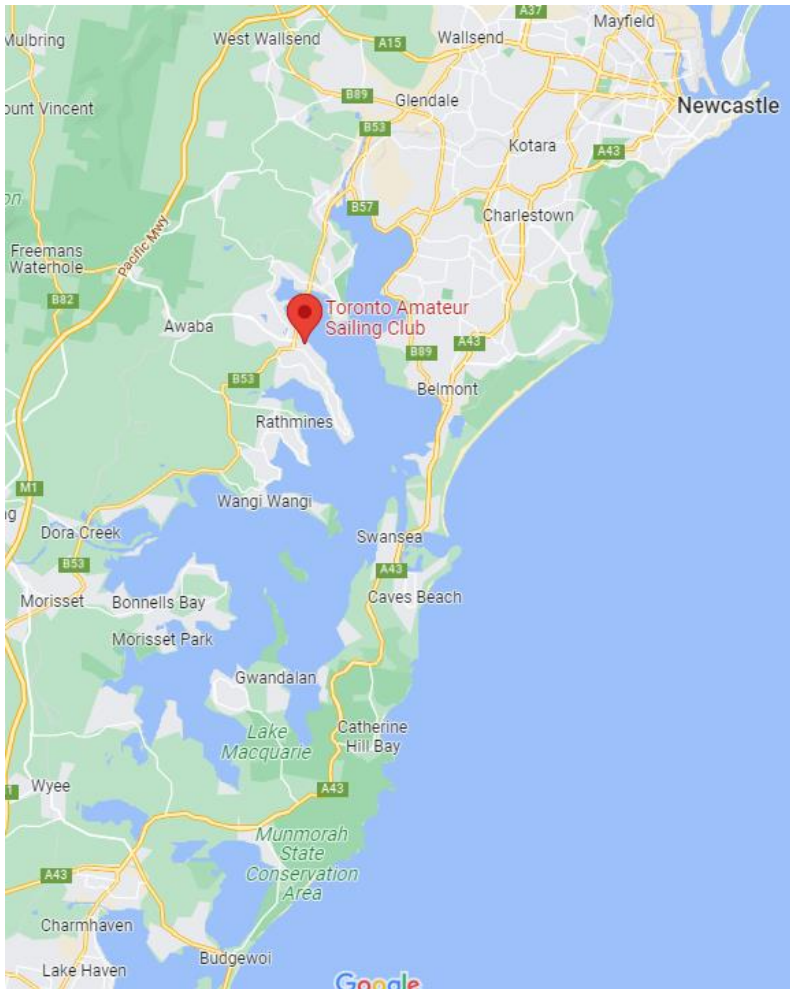 A37
Mayfield
Mulbring
West Wallsend
A15
Wallsend
B89
Glendale
Newcastle
ount Vincent
B53
Kotara
A43
on
B57
Charlestown
Pacific Mwy
Freemans
Waterhole
B82
Toronto Amateur
Sailing Club
Awaba
A43
B89
B53
Belmont
Rathmines
M1
Wangi Wangi
ng
Dora Creek
Swansea
B53
A43
Morisset
Bonnells Bay
Caves Beach
Morisset Park
Gwandalan
Lake
Macquarie
Catherine
Hill Bay
Wyee
1
A43
Munmorah
State
Conservation
Area
A43
Charmhaven
Budgewoi
Lake Haven
Google